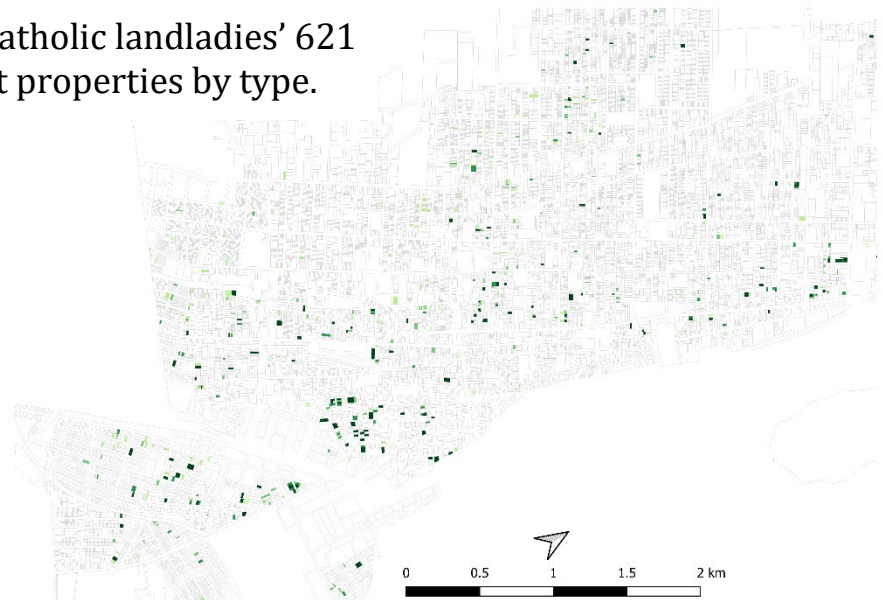 atholic landladies’ 621
t properties by type.
0 0.5 1 1.5 2 km